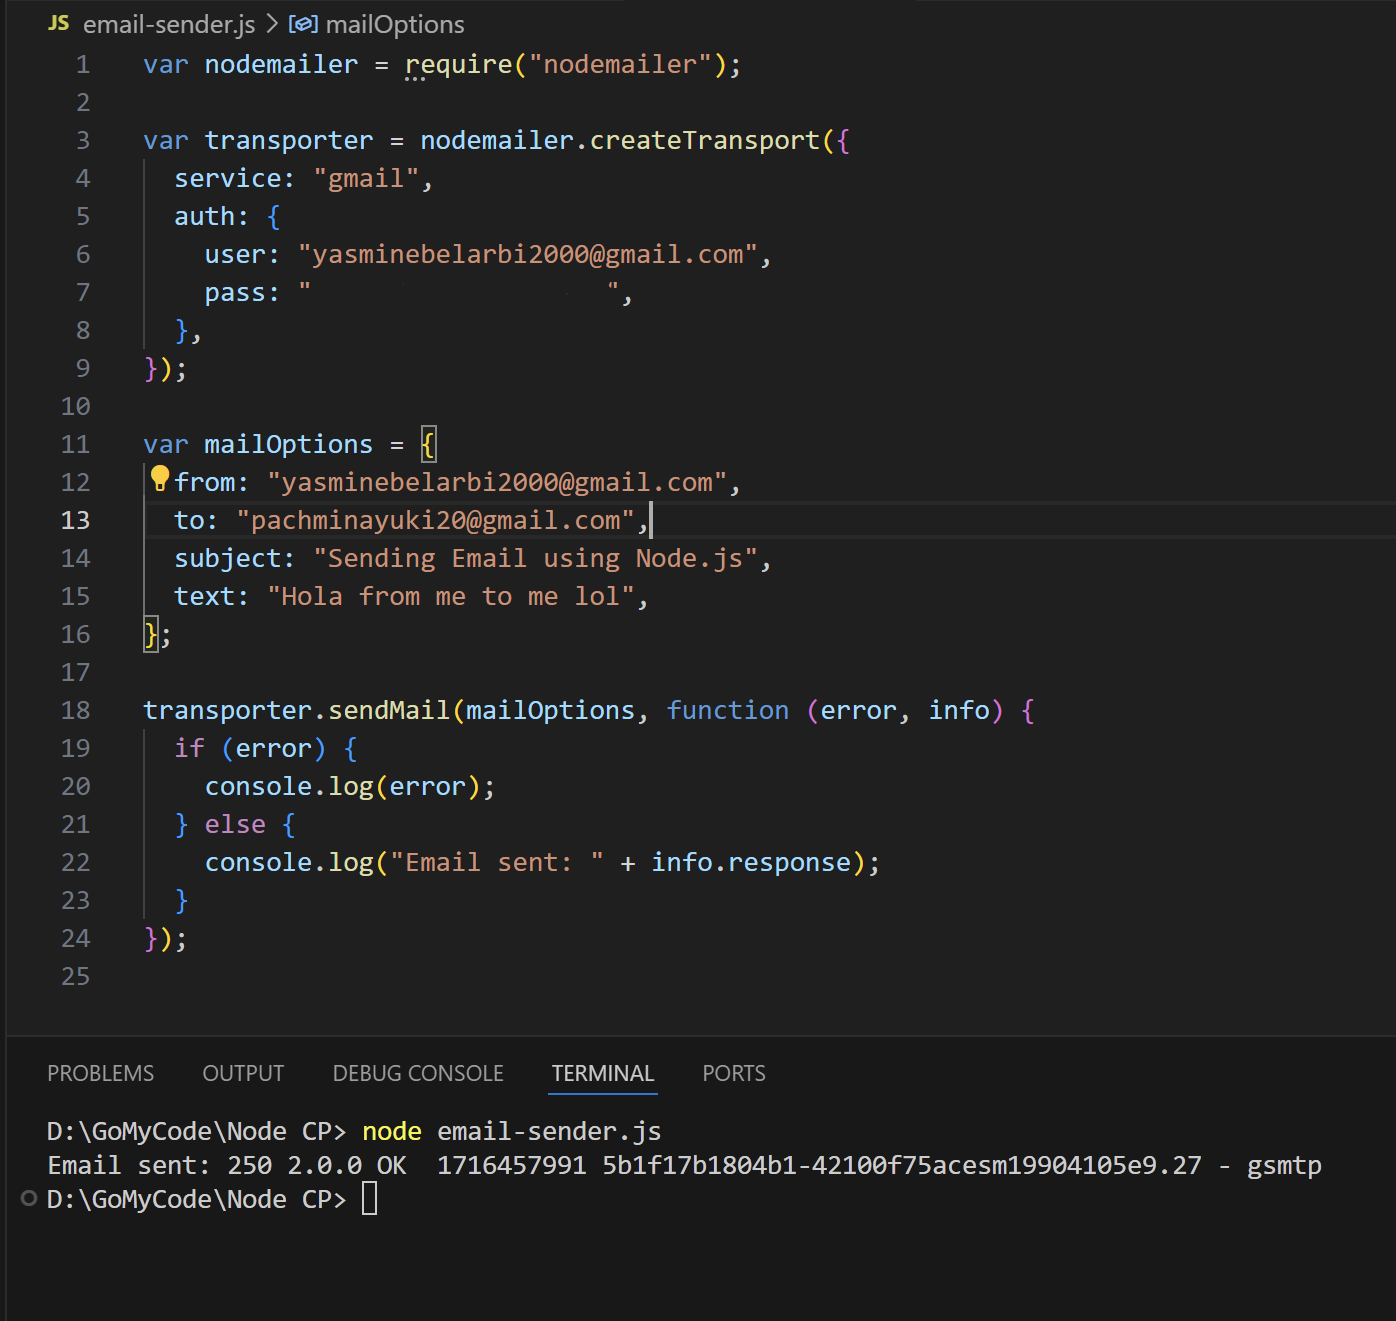 JS email-sender.js > mailOptions
1 var nodemailer = require("nodemailer");
2
3 var transporter = nodemailer.createTransport({
4   service: "gmail",
5   auth: {
6     user: "yasminebelarbi2000@gmail.com",
7     pass: "                   ",
8   },
9 });
10
11 var mailOptions = {
12   from: "yasminebelarbi2000@gmail.com",
13   to: "pachminayuki20@gmail.com",
14   subject: "Sending Email using Node.js",
15   text: "Hola from me to me lol",
16 };
17
18 transporter.sendMail(mailOptions, function (error, info) {
19   if (error) {
20     console.log(error);
21   } else {
22     console.log("Email sent: " + info.response);
23   }
24 });
25
PROBLEMS OUTPUT DEBUG CONSOLE TERMINAL PORTS
D:\GoMyCode\Node CP> node email-sender.js
Email sent: 250 2.0.0 OK  1716457991 5b1f17b1804b1-42100f75acesm19904105e9.27 - gsmtp
D:\GoMyCode\Node CP>